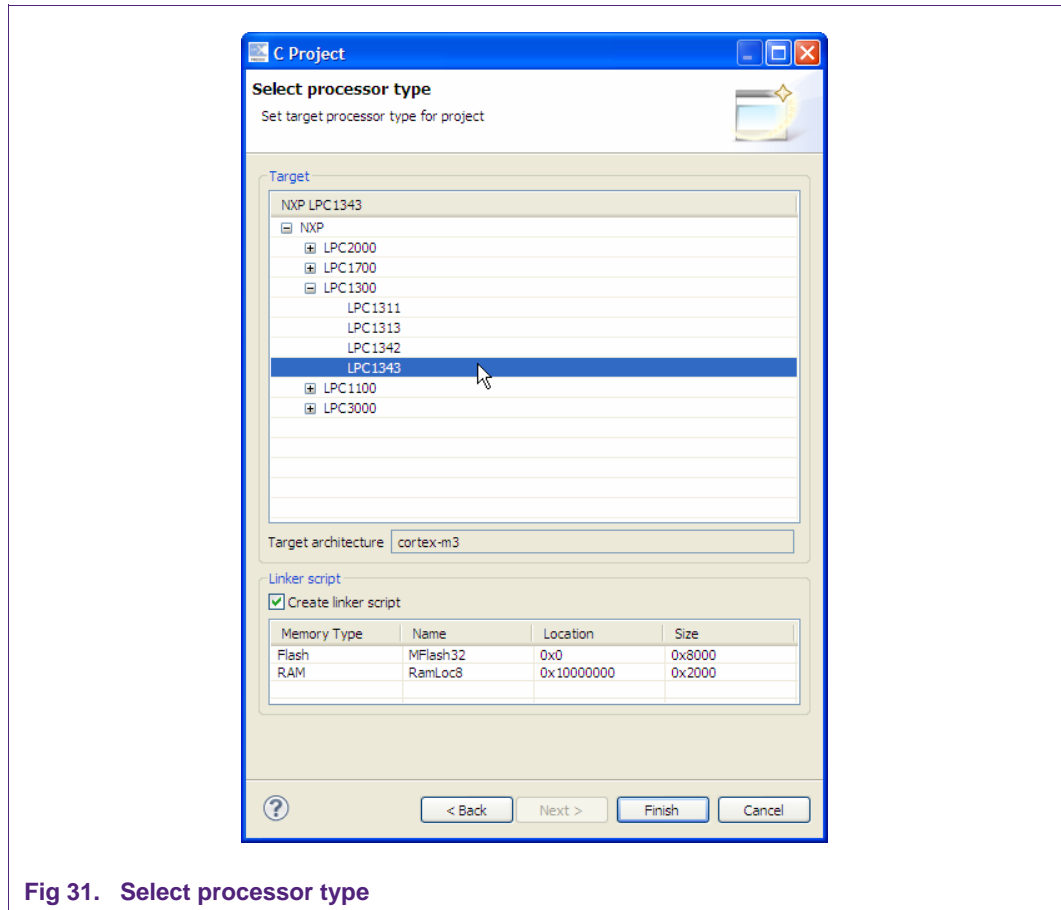 C Project
Select processor type
Set target processor type for project
Target
NXP LPC1343
NXP
LPC2000
LPC1700
LPC1300
LPC1311
LPC1313
LPC1342
LPC1343
LPC1100
LPC3000
Target architecture cortex-m3
Linker script
Create linker script
Memory Type Name Location Size
Flash MFlash32 0x0 0x8000
RAM RamLoc8 0x10000000 0x2000
? < Back Next > Finish Cancel
Fig 31. Select processor type